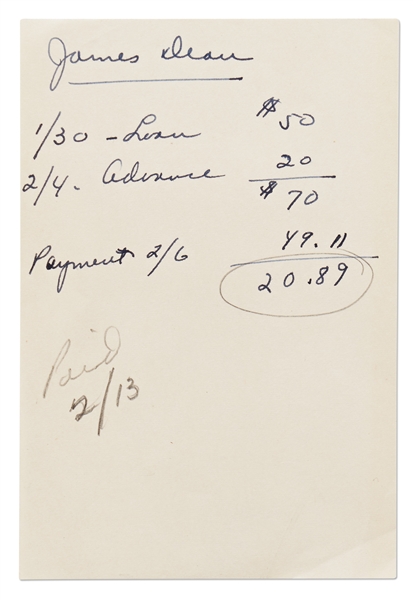 James Dean
1/30 - Loan $50
2/4 - Advance 20
$70
Payment 2/6 49.11
20.89
Paid
2/13